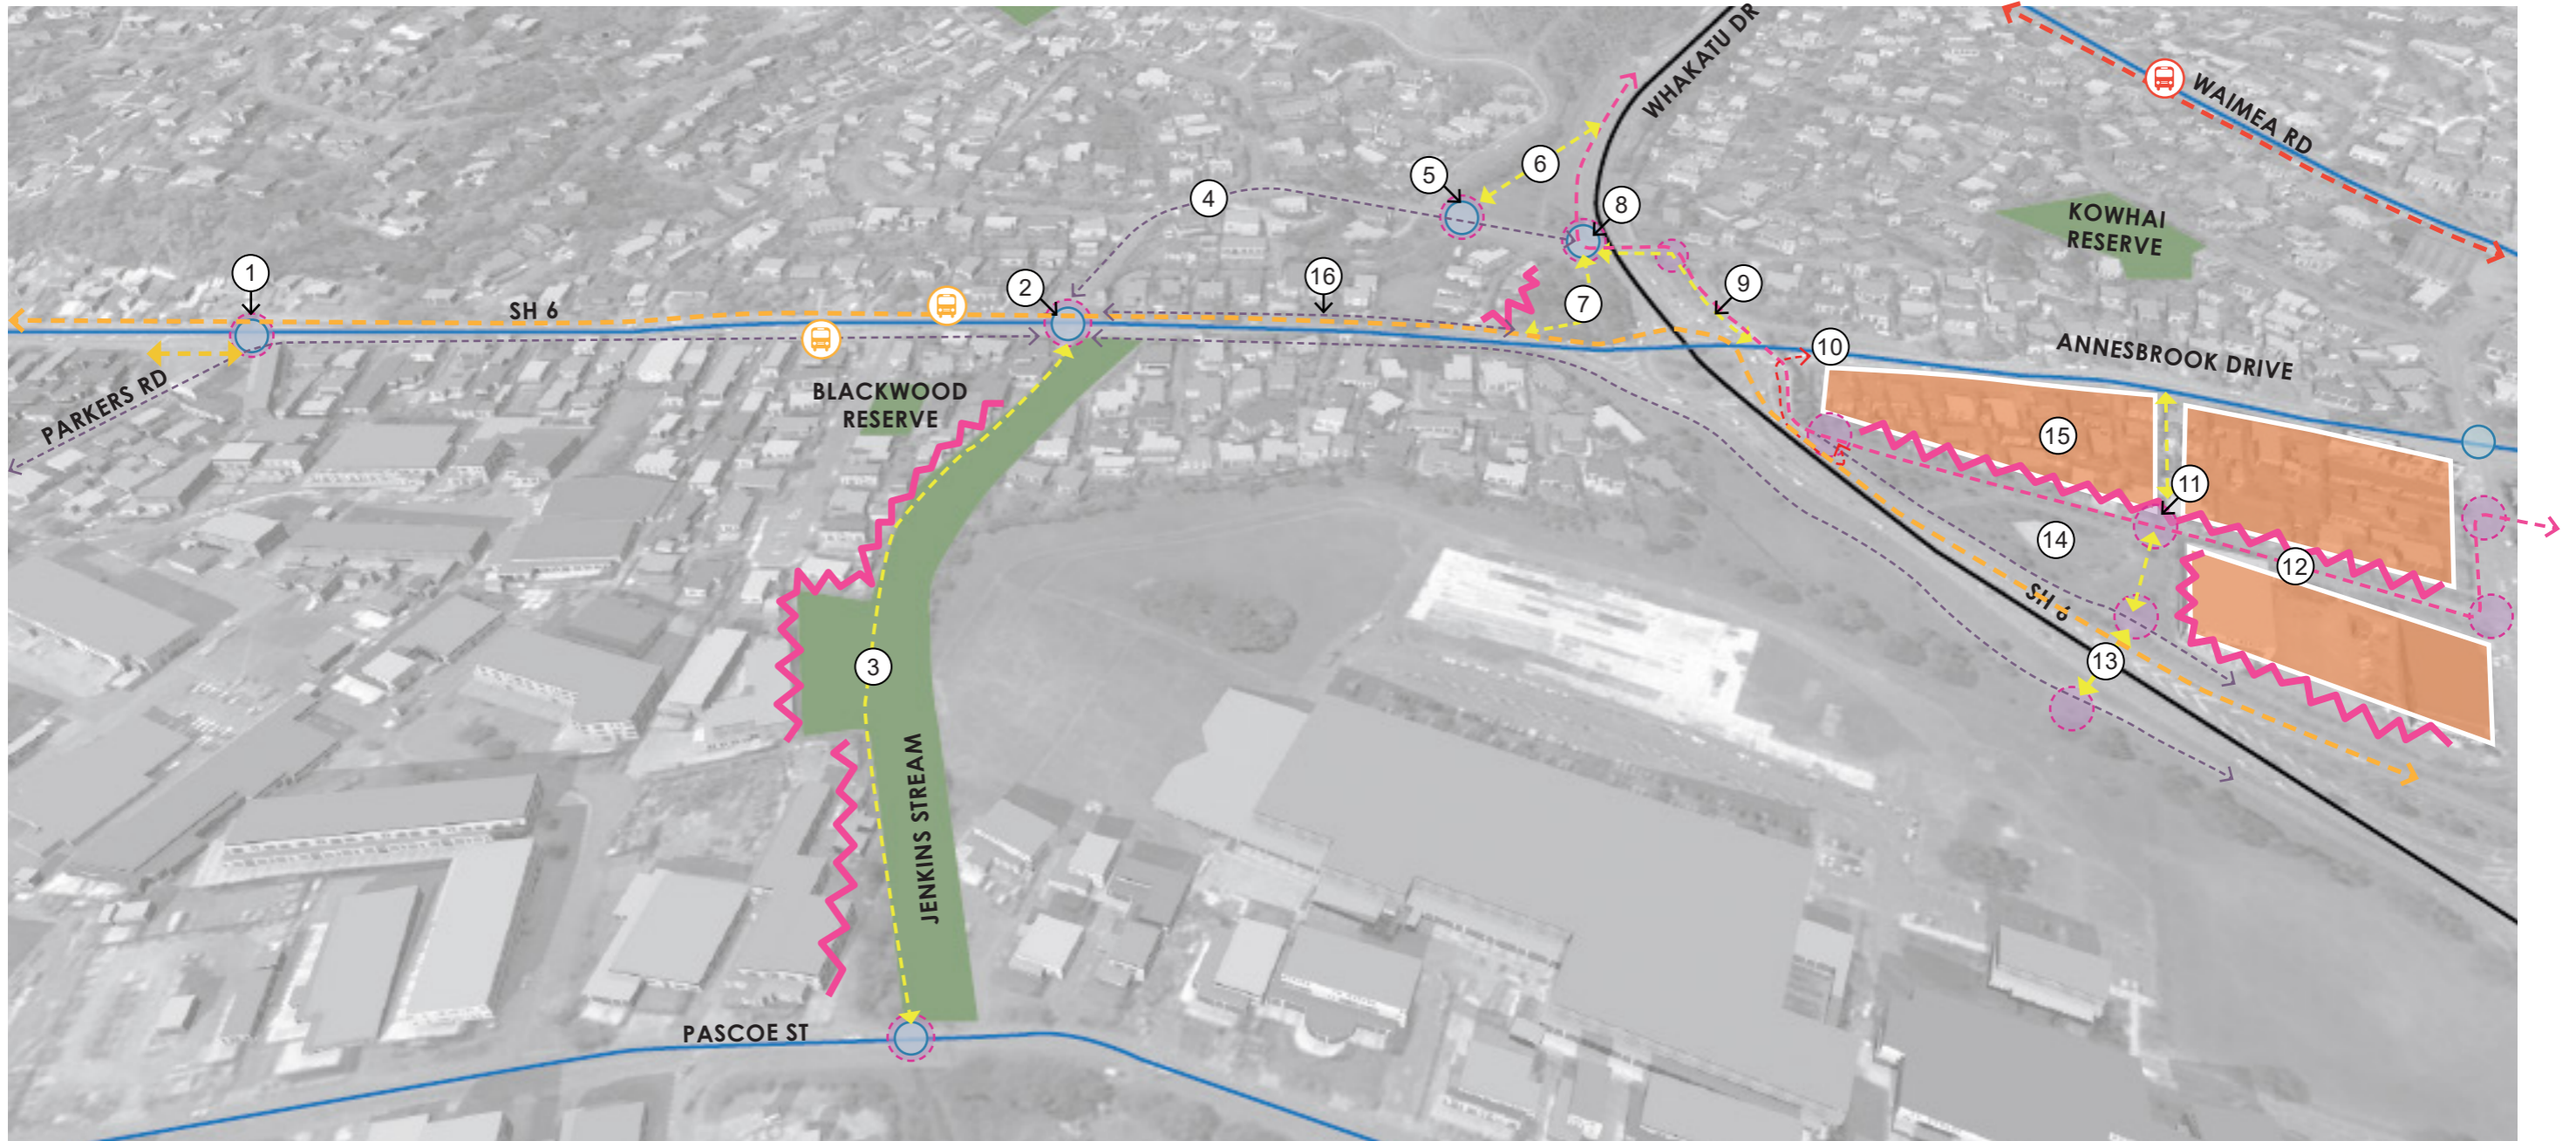 WHAKATU DR
WAIMEA RD
6
5
4
8
KOWHAI
RESERVE
1
2
16
9
7
SH 6
10
ANNESBROOK DRIVE
PARKERS RD
BLACKWOOD
RESERVE
15
11
14
12
SH 6
13
3
JENKINS STREAM
PASCOE ST